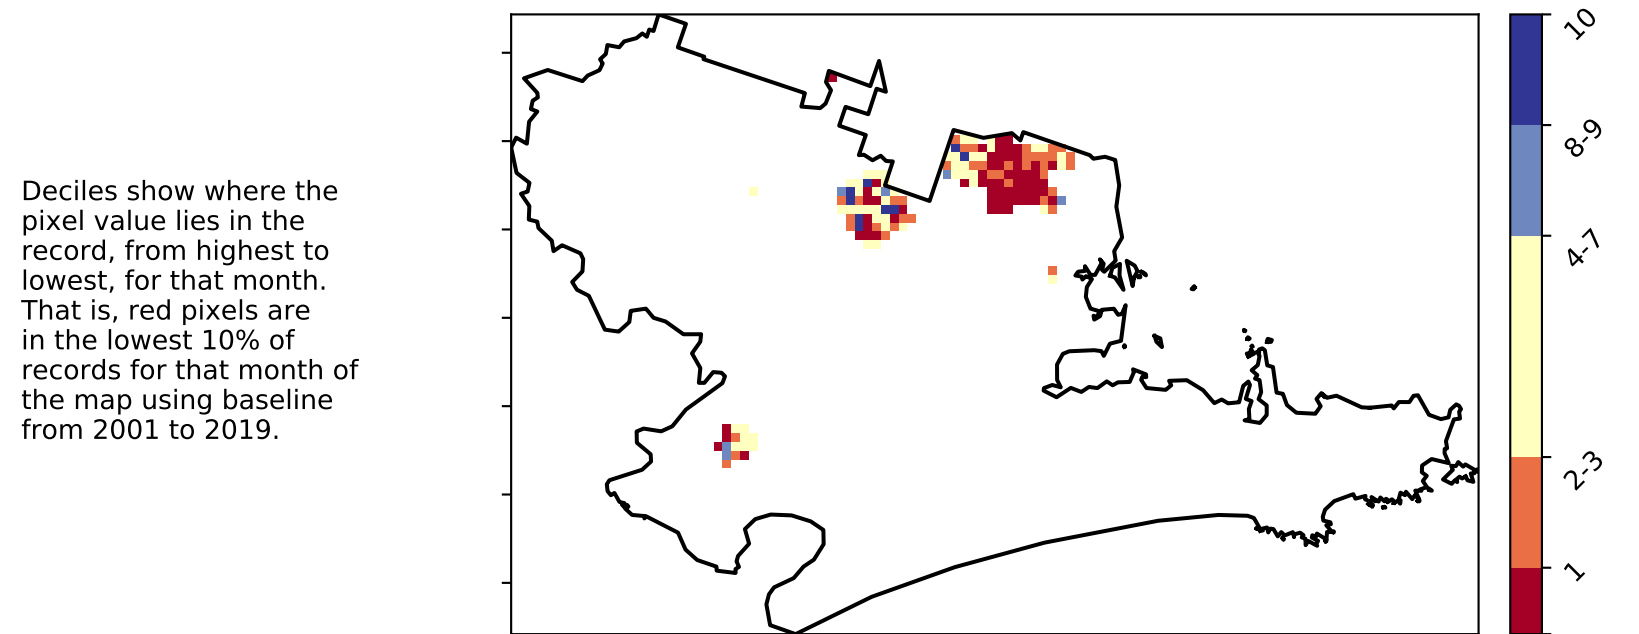 Deciles show where the
pixel value lies in the
record, from highest to
lowest, for that month.
That is, red pixels are
in the lowest 10% of
records for that month of
the map using baseline
from 2001 to 2019.
10
8-9
4-7
2-3
1